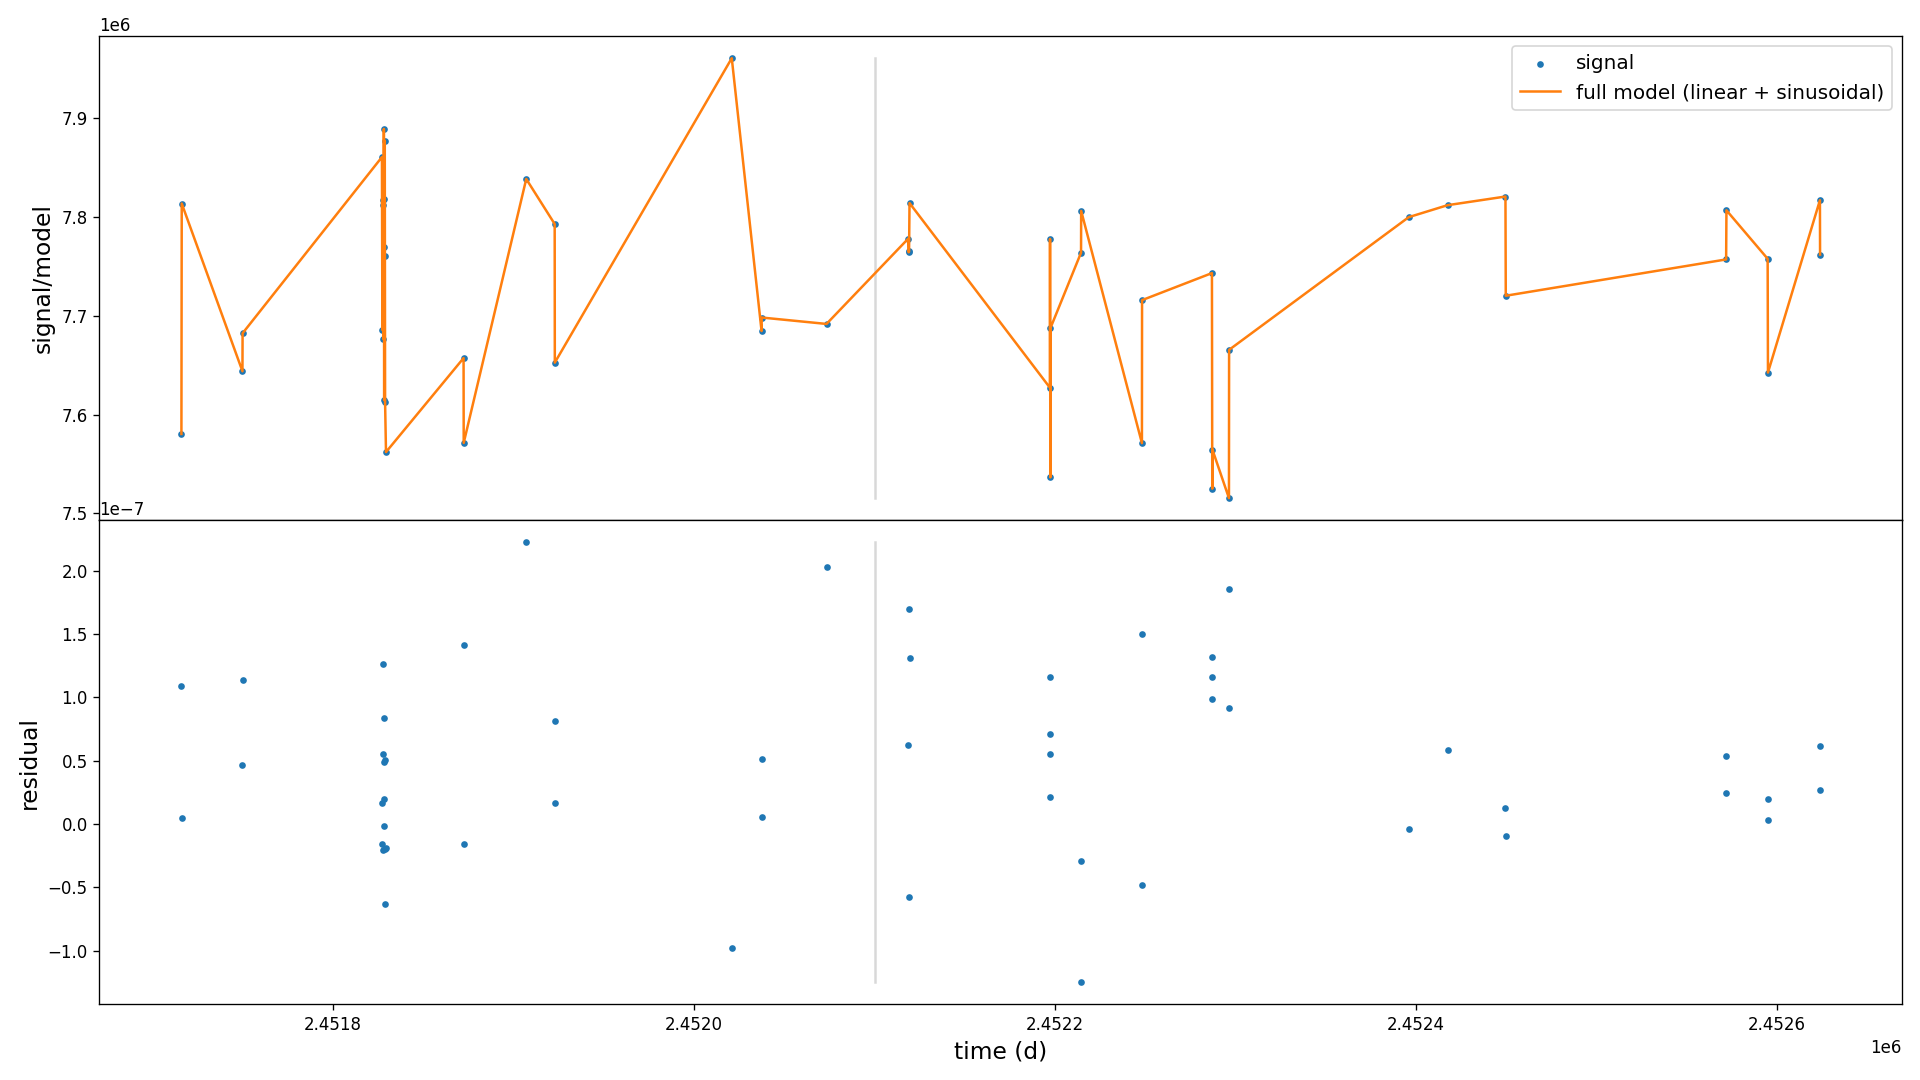 1e6
signal
full model (linear + sinusoidal)
7.9
7.8
7.7
7.6
7.5
signal/model
1e−7
2.0
1.5
1.0
0.5
0.0
−0.5
−1.0
residual
2.4518
2.4520
2.4522
2.4524
2.4526
1e6
time (d)